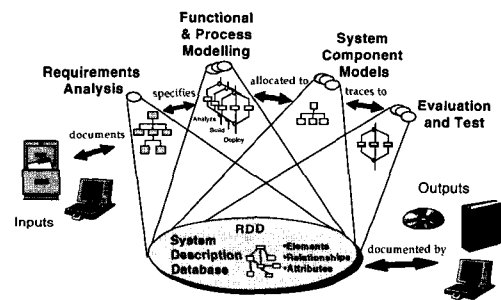 Functional
& Process
Modelling
System
Component
Models
Requirements
Analysis
Evaluation
and Test
specifies
allocated to
traces to
documents
Analyze
Build
Deploy
Inputs
Outputs
RDD
System
Description
Database
•Elements
•Relationships
•Attributes
documented by